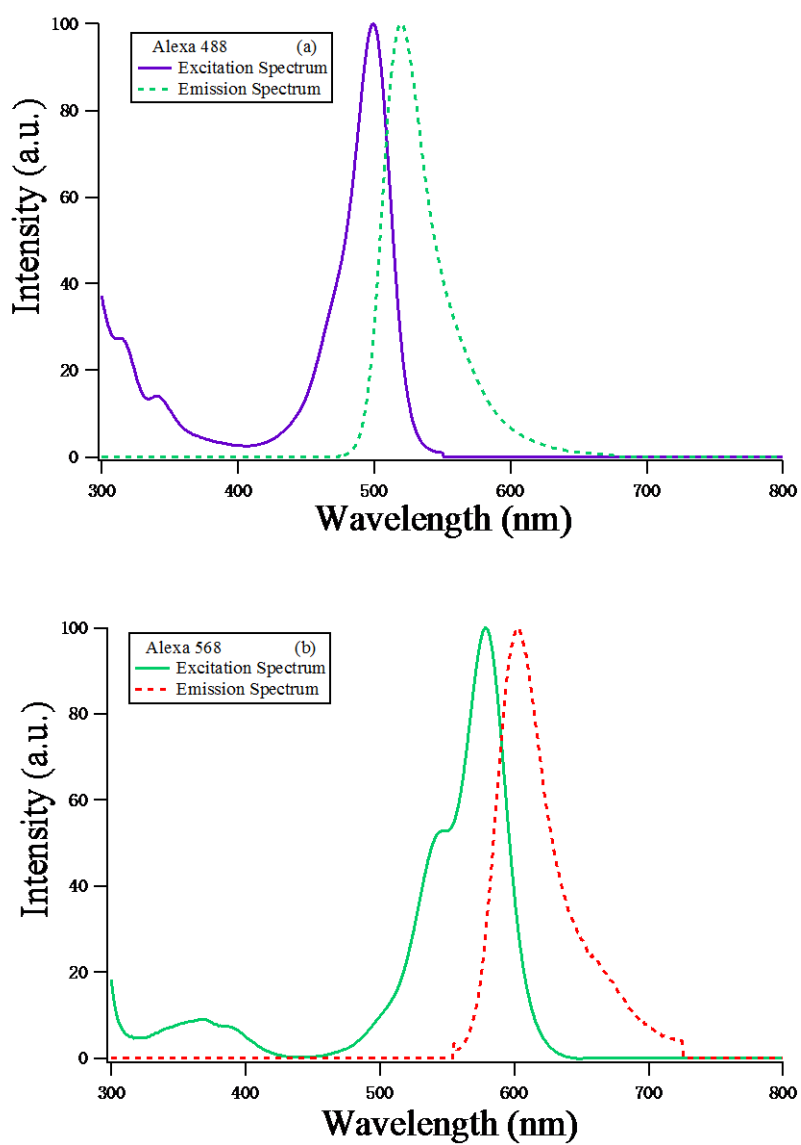 100
Alexa 488 (a)
Excitation Spectrum
Emission Spectrum
80
60
40
20
0
Intensity (a.u.)
300 400 500 600 700 800
Wavelength (nm)
100
Alexa 568 (b)
Excitation Spectrum
Emission Spectrum
80
60
40
20
0
Intensity (a.u.)
300 400 500 600 700 800
Wavelength (nm)